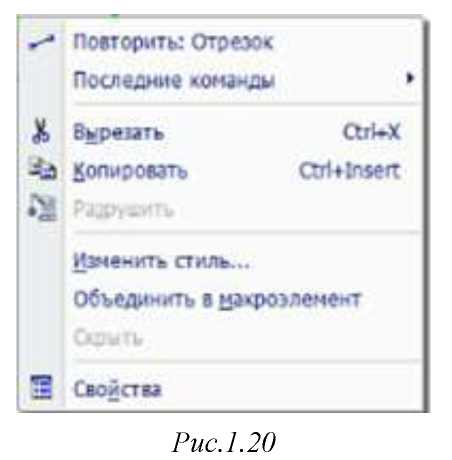 Повторить: Отрезок
Последние команды
Вырезать Ctrl+X
Копировать Ctrl+Insert
Разрушить
Изменить стиль...
Объединить в макроэлемент
Скрыть
Свойства
Рис.1.20